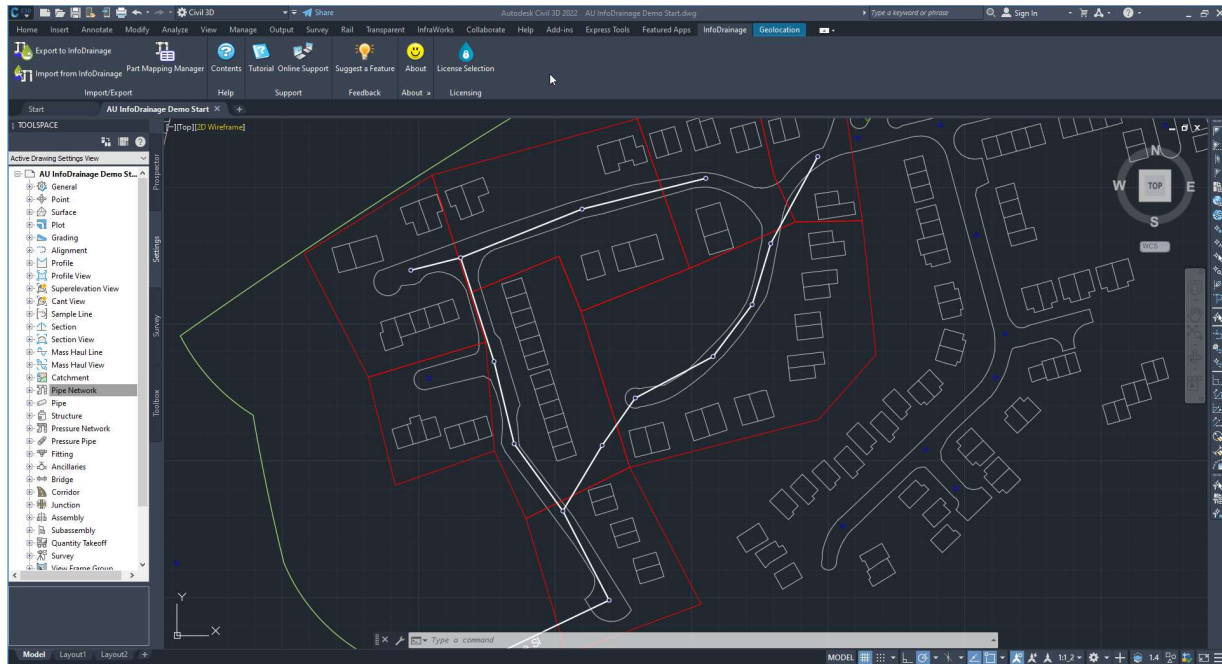 Civil 3D Share Autodesk Civil 3D 2022 AU InfoDrainage Demo Start.dwg Type a keyword or phrase Sign In
Home Insert Annotate Modify Analyze View Manage Output Survey Rail Transparent InfraWorks Collaborate Help Add-ins Express Tools Featured Apps InfoDrainage Geolocation
Export to InfoDrainage
Import from InfoDrainage
Part Mapping Manager Contents Tutorial Online Support Suggest a Feature About License Selection
Import/Export Help Support Feedback About » Licensing
Start AU InfoDrainage Demo Start × +
TOOLSPACE
[-][Top][2D Wireframe]
Active Drawing Settings View
AU InfoDrainage Demo St...
General
Point
Surface
Plot
Grading
Alignment
Profile
Profile View
Superelevation View
Cant View
Sample Line
Section
Section View
Mass Haul Line
Mass Haul View
Catchment
Pipe Network
Pipe
Structure
Pressure Network
Pressure Pipe
Fitting
Ancillaries
Bridge
Corridor
Junction
Assembly
Subassembly
Quantity Takeoff
Survey
View Frame Group
Prospector
Settings
Survey
Toolbox
N
W TOP E
S
WCS
Y
X
Type a command
Model Layout1 Layout2 +
MODEL 1:1,2 1.4